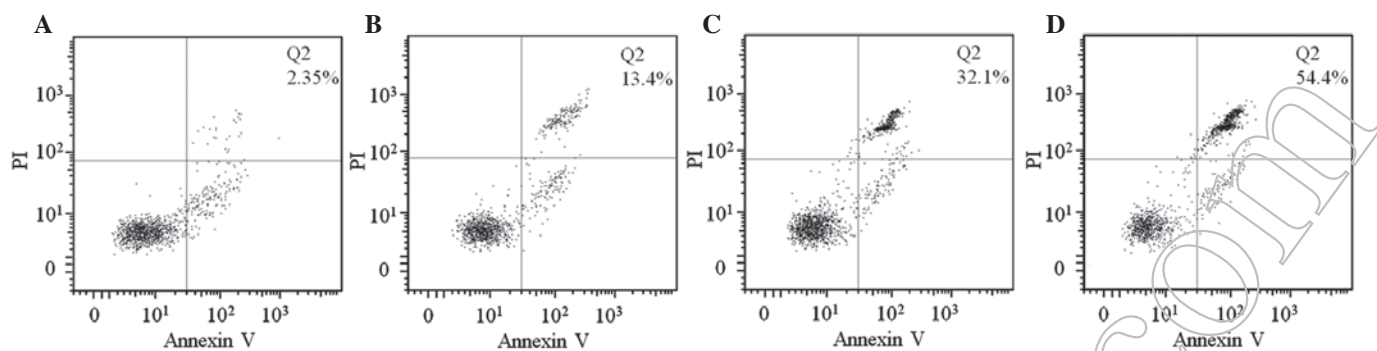 A
B
C
D
Q2
2.35%
Q2
13.4%
Q2
32.1%
Q2
54.4%
PI
10³
10²
10¹
0
0
10¹
10²
10³
Annexin V
PI
10³
10²
10¹
0
0
10¹
10²
10³
Annexin V
PI
10³
10²
10¹
0
0
10¹
10²
10³
Annexin V
PI
10³
10²
10¹
0
0
10¹
10²
10³
Annexin V
com